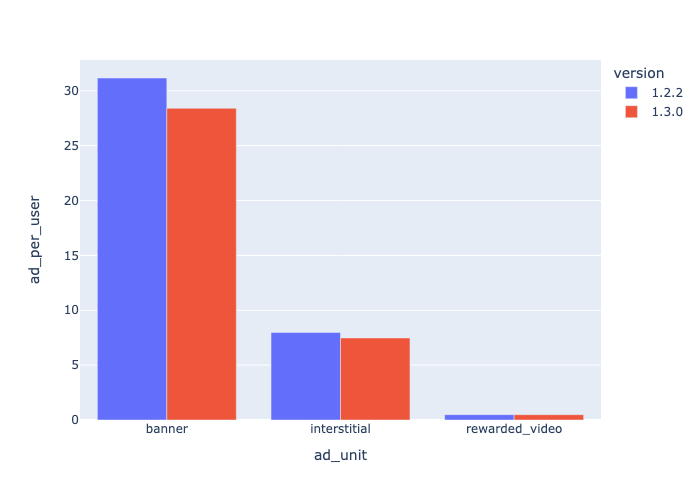 version
1.2.2
1.3.0
ad_per_user
30
25
20
15
10
5
0
banner
interstitial
rewarded_video
ad_unit